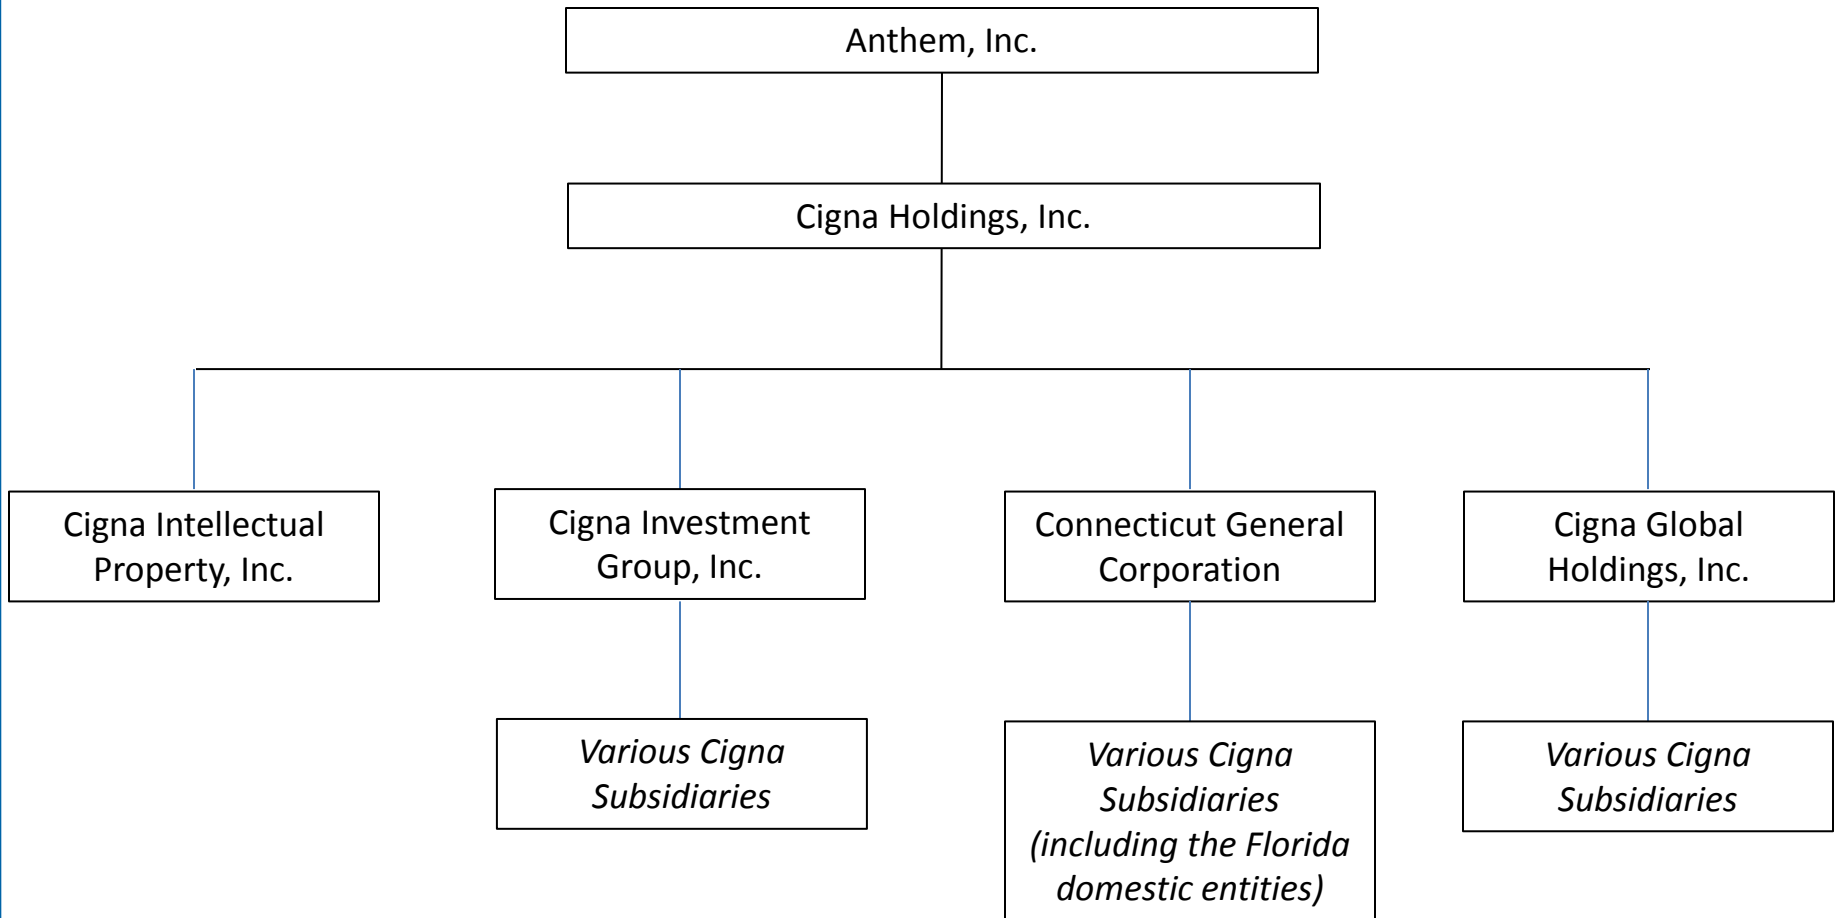 Anthem, Inc.
Cigna Holdings, Inc.
Cigna Intellectual
Property, Inc.
Cigna Investment
Group, Inc.
Connecticut General
Corporation
Cigna Global
Holdings, Inc.
Various Cigna
Subsidiaries
Various Cigna
Subsidiaries
(including the Florida
domestic entities)
Various Cigna
Subsidiaries